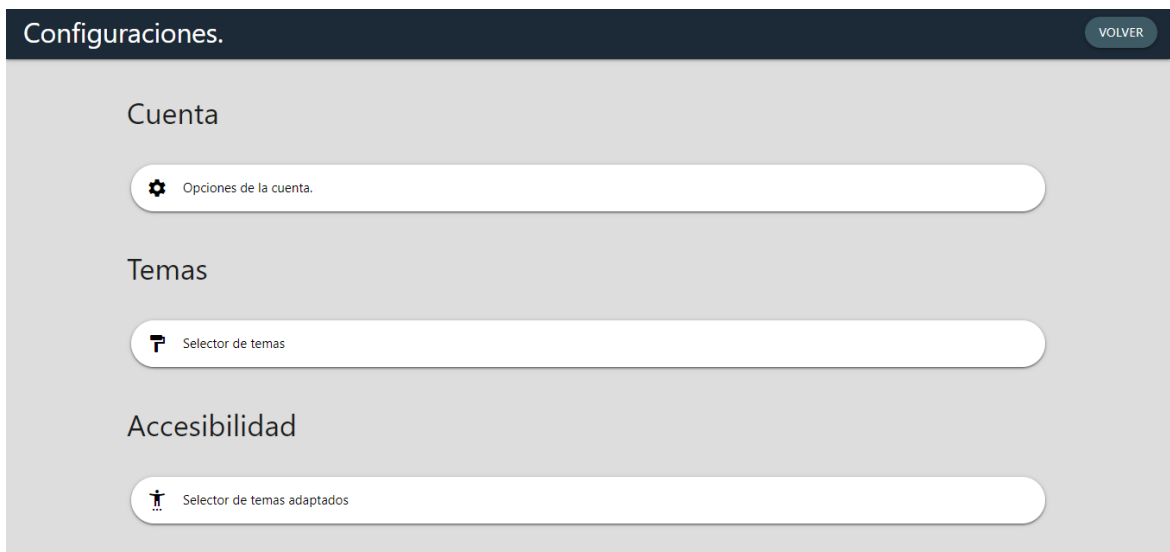 Configuraciones.
VOLVER
Cuenta
Opciones de la cuenta.
Temas
Selector de temas
Accesibilidad
Selector de temas adaptados